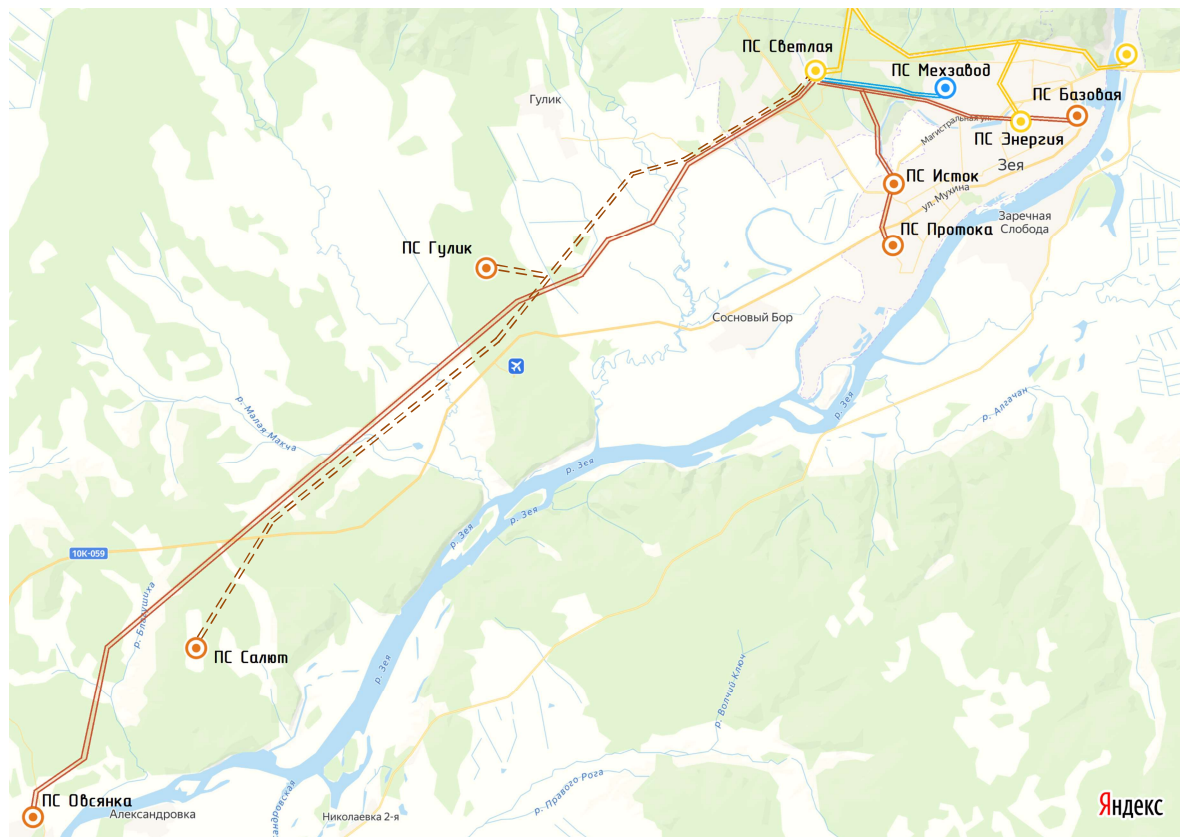 ПС Светлая
ПС Мехзавод
ПС Базовая
Гулик
Магистральная ул.
ПС Энергия
Зея
ПС Исток
ул. Мухина
Заречная
Слобода
ПС Протока
ПС Гулик
Сосновый Бор
р. Зея
р. Алгачан
р. Малая Макча
р. Зея
р. Зея
р. Зея
10К-059
р. Блаушиха
ПС Салют
р. Зея
р. Волчий Ключ
р. Правого Рога
ПС Овсянка
Александровка
Николаевка 2-я
Яндекс